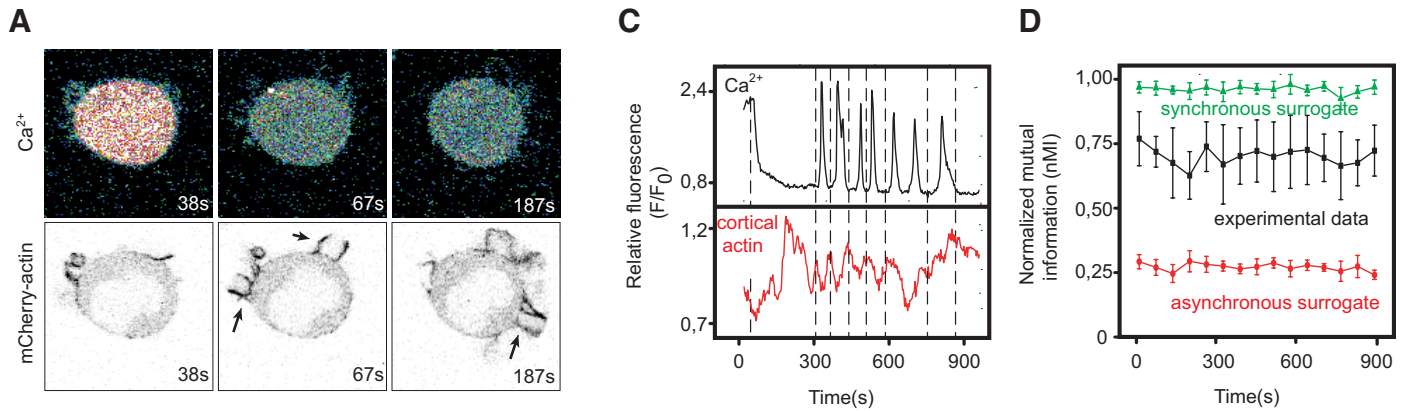 A
Ca2+
38s
67s
187s
mCherry-actin
38s
67s
187s
C
Relative fluorescence
(F/F0)
Ca2+
2,4
0.8
cortical
actin
1.2
0.7
0
300
600
900
Time(s)
D
Normalized mutual
information (nMI)
1,00
0.75
0.50
0.25
0
synchronous surrogate
experimental data
asynchronous surrogate
0
300
600
900
Time(s)